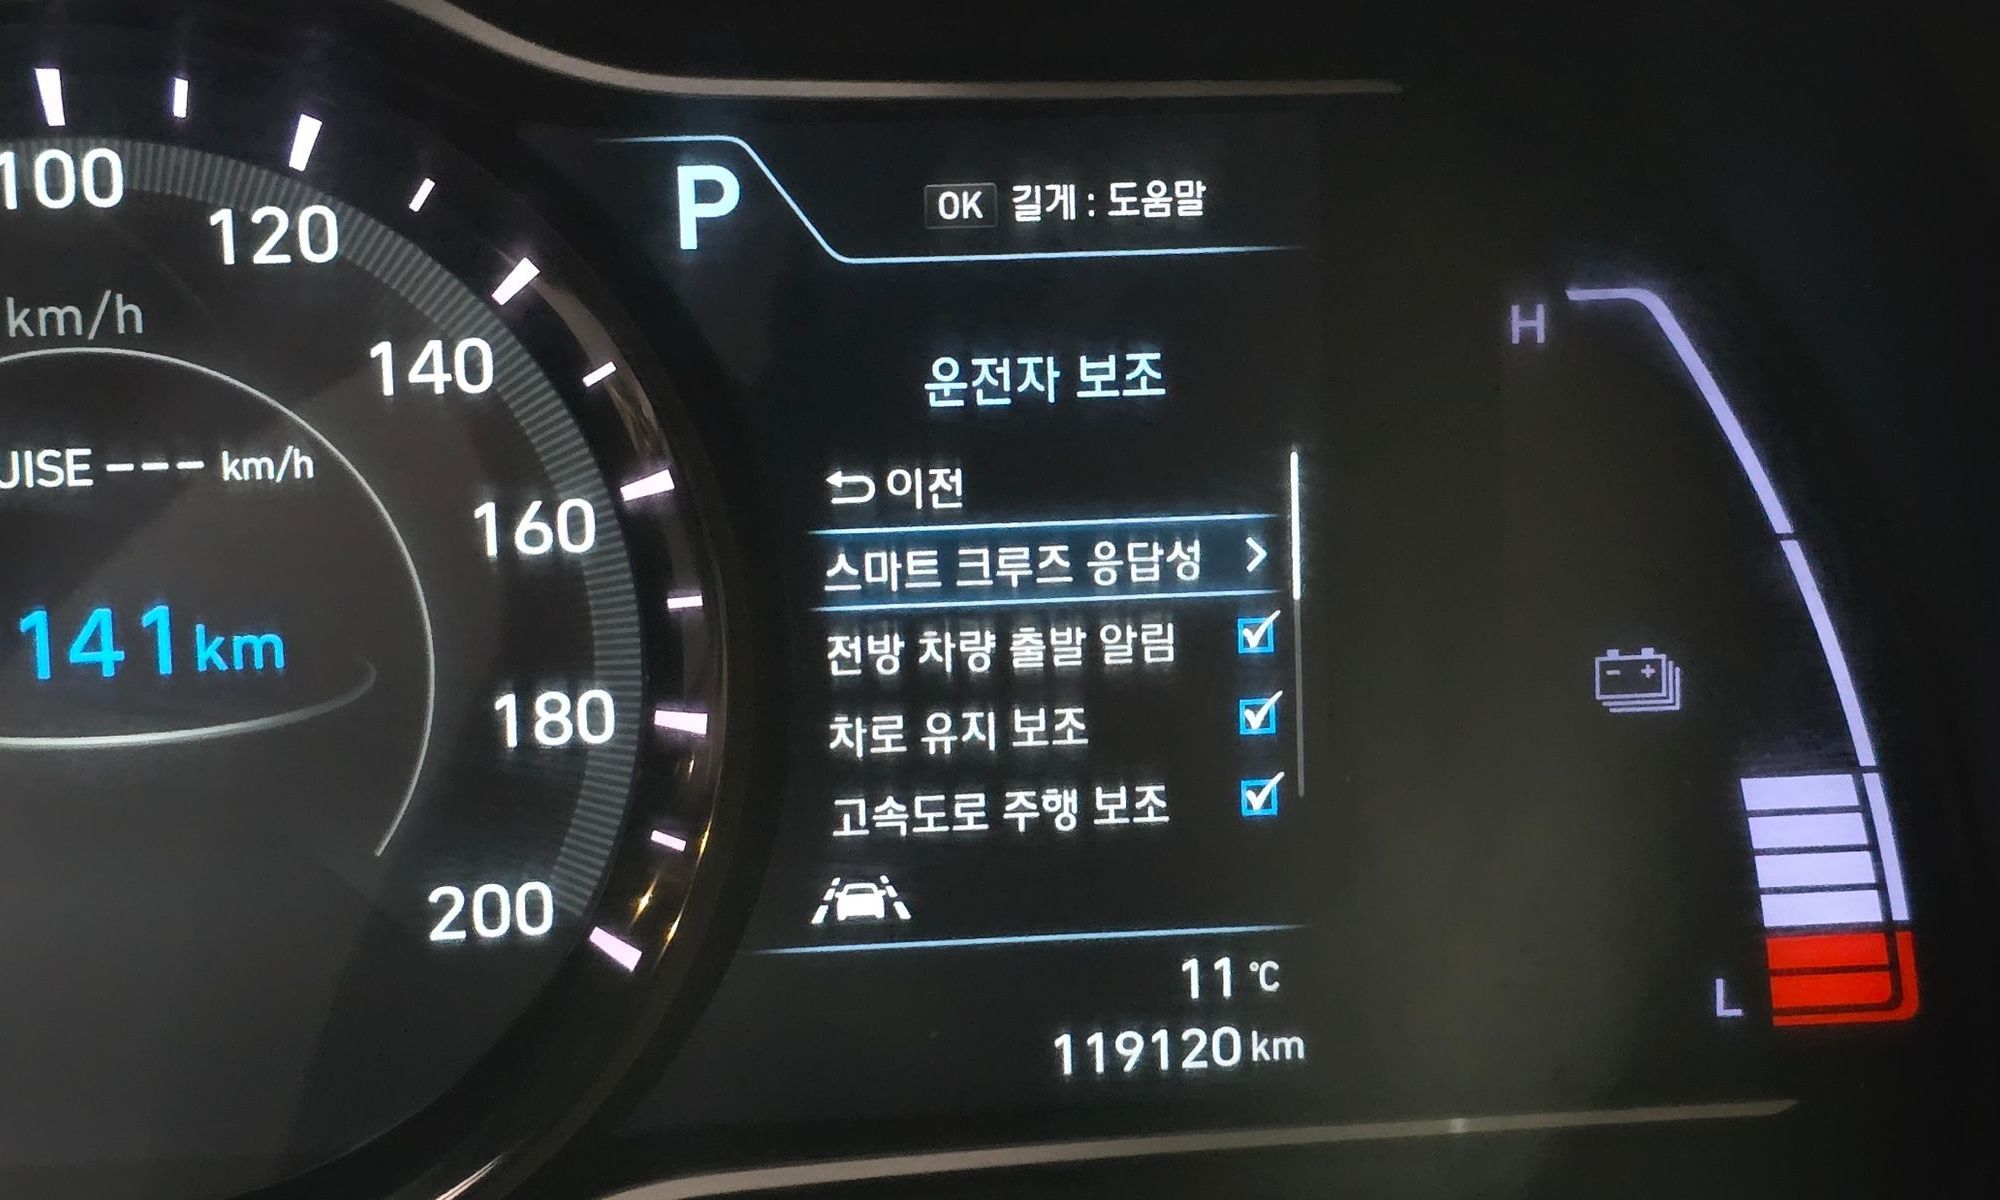 100
120
km/h
140
JISE --- km/h
160
141km
180
200
P
OK 길게 : 도움말
운전자 보조
이전
스마트 크루즈 응답성 >
전방 차량 출발 알림
차로 유지 보조
고속도로 주행 보조
11 °C
119120 km
H
- +
L